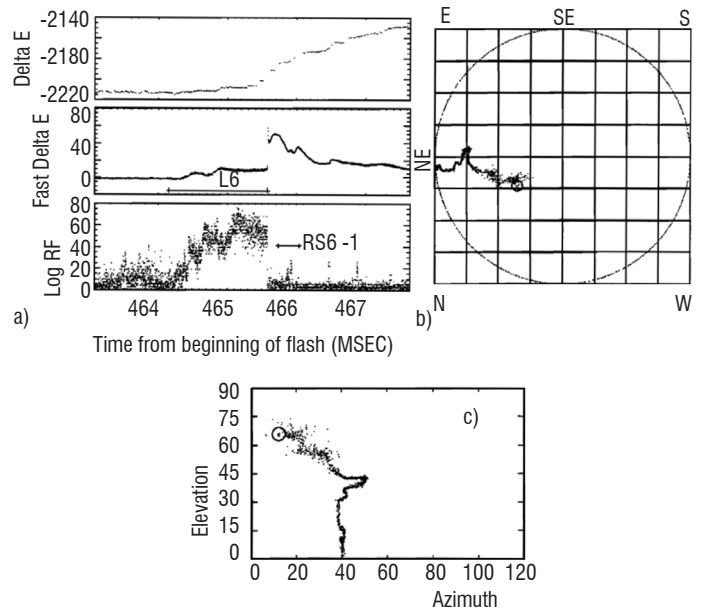 Delta E
-2140
-2180
-2220
Fast Delta E
80
40
0
L6
Log RF
80
60
40
20
0
RS6 -1
464 465 466 467
a)
Time from beginning of flash (MSEC)
E SE S
NE
N W
b)
Elevation
90
75
60
45
30
15
0
c)
0 20 40 60 80 100 120
Azimuth